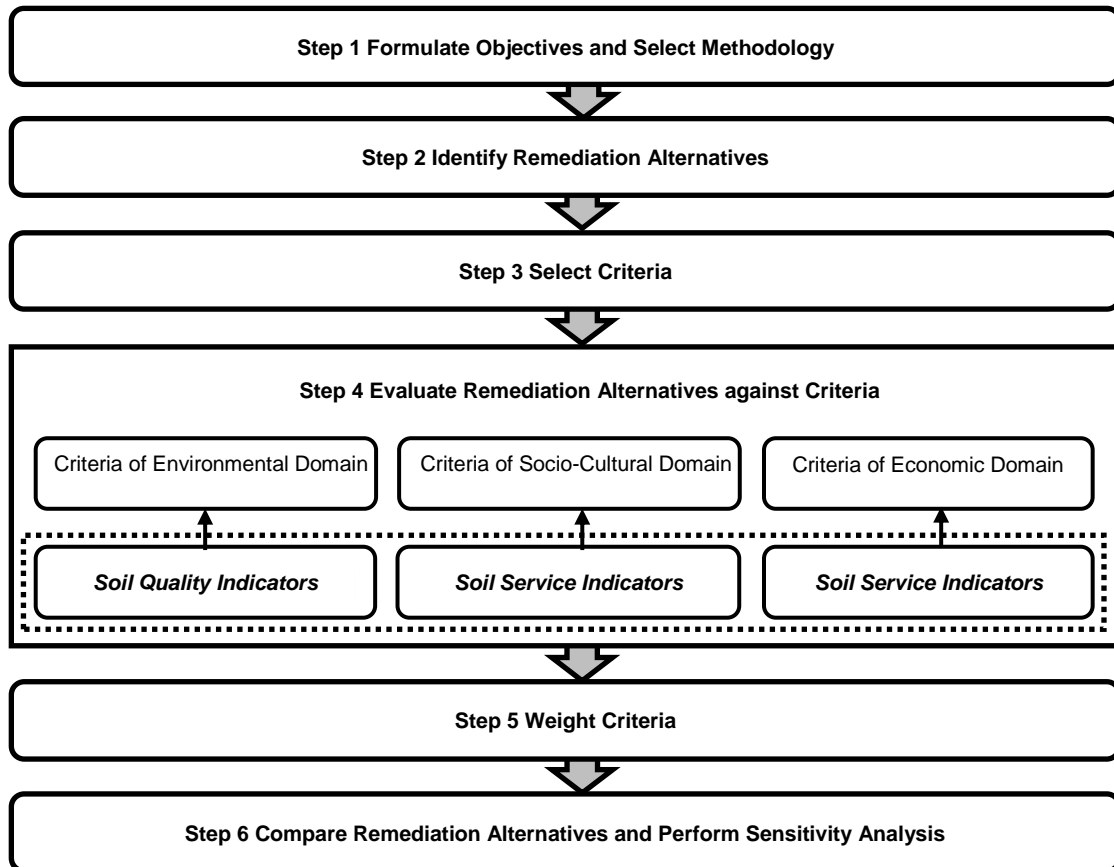 Step 1 Formulate Objectives and Select Methodology
Step 2 Identify Remediation Alternatives
Step 3 Select Criteria
Step 4 Evaluate Remediation Alternatives against Criteria
Criteria of Environmental Domain
Criteria of Socio-Cultural Domain
Criteria of Economic Domain
Soil Quality Indicators
Soil Service Indicators
Soil Service Indicators
Step 5 Weight Criteria
Step 6 Compare Remediation Alternatives and Perform Sensitivity Analysis